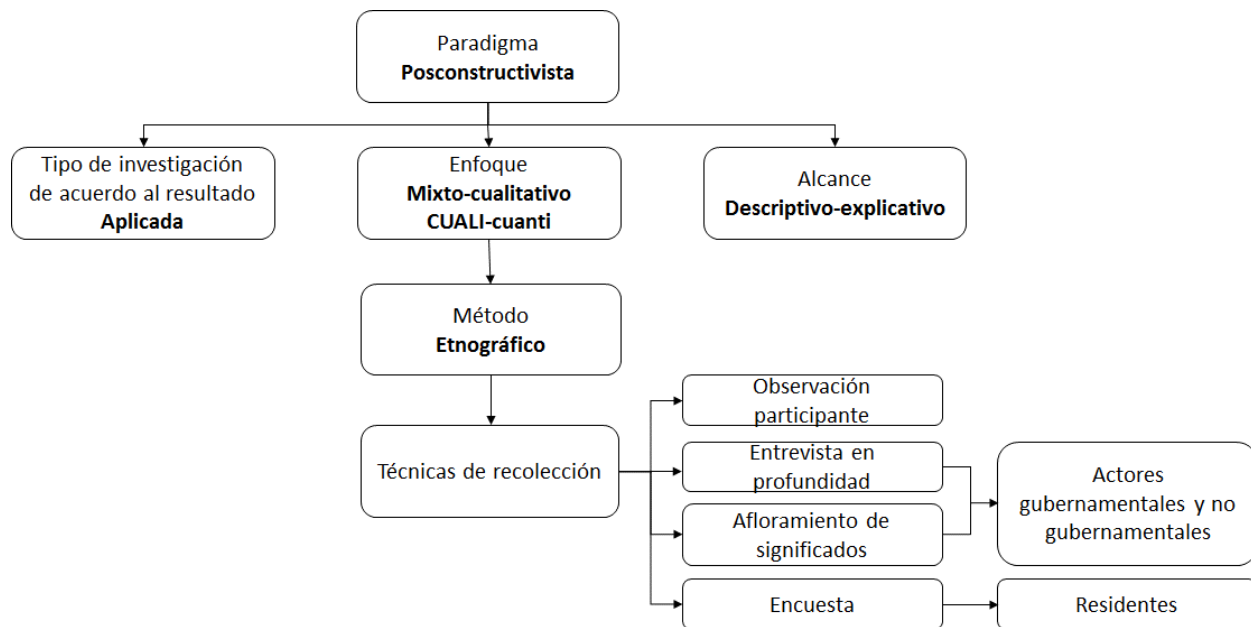 Paradigma
Posconstructivista
Tipo de investigación
de acuerdo al resultado
Aplicada
Enfoque
Mixto-cualitativo
CUALI-cuanti
Alcance
Descriptivo-explicativo
Método
Etnográfico
Técnicas de recolección
Observación
participante
Entrevista en
profundidad
Afloramiento de
significados
Encuesta
Actores
gubernamentales y no
gubernamentales
Residentes